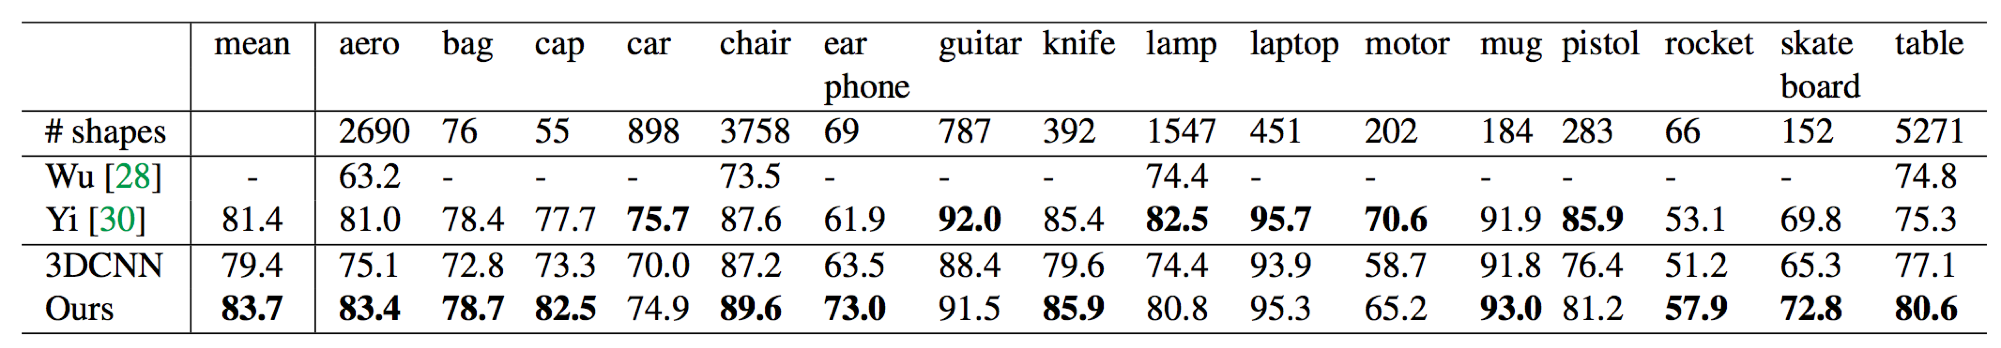 mean aero bag cap car chair ear guitar knife lamp laptop motor mug pistol rocket skate table
phone board
# shapes 2690 76 55 898 3758 69 787 392 1547 451 202 184 283 66 152 5271
Wu [28] - 63.2 - - - 73.5 - - - 74.4 - - - - - - 74.8
Yi [30] 81.4 81.0 78.4 77.7 75.7 87.6 61.9 92.0 85.4 82.5 95.7 70.6 91.9 85.9 53.1 69.8 75.3
3DCNN 79.4 75.1 72.8 73.3 70.0 87.2 63.5 88.4 79.6 74.4 93.9 58.7 91.8 76.4 51.2 65.3 77.1
Ours 83.7 83.4 78.7 82.5 74.9 89.6 73.0 91.5 85.9 80.8 95.3 65.2 93.0 81.2 57.9 72.8 80.6